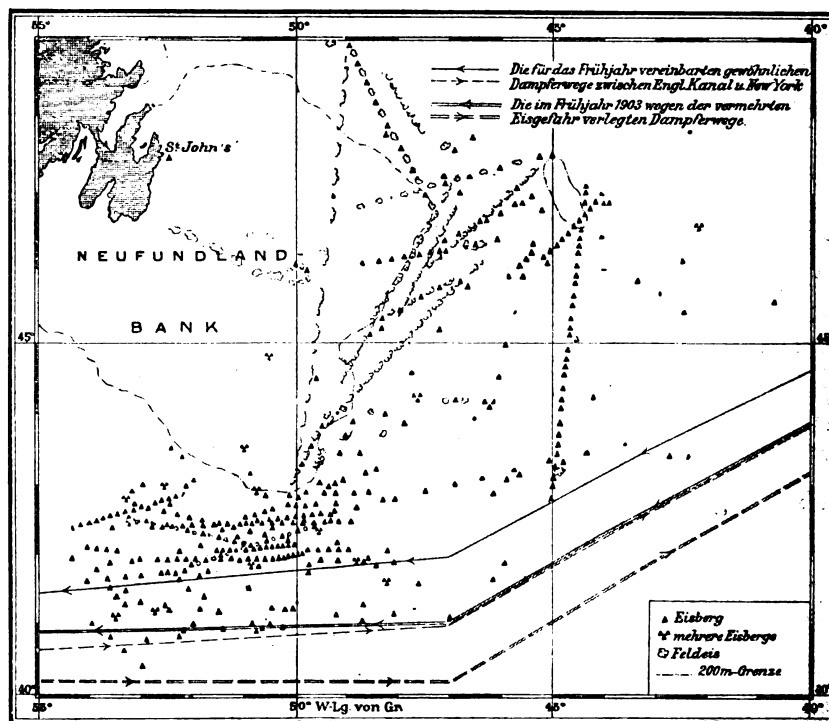 55° 50° 45° 40°
Die für das Frühjahr vereinbarten gewöhnlichen
Dampferwege zwischen Engl. Kanal u. New York
Die im Frühjahr 1903 wegen der vermehrten
Eisgefahr verlegten Dampferwege.
St. John's
NEUFUNDLAND
BANK
45° 45°
Eisberg
mehrere Eisberge
Feldeis
200m-Grenze
40° 40°
55° 50° W-Lg. von Gr. 45° 40°